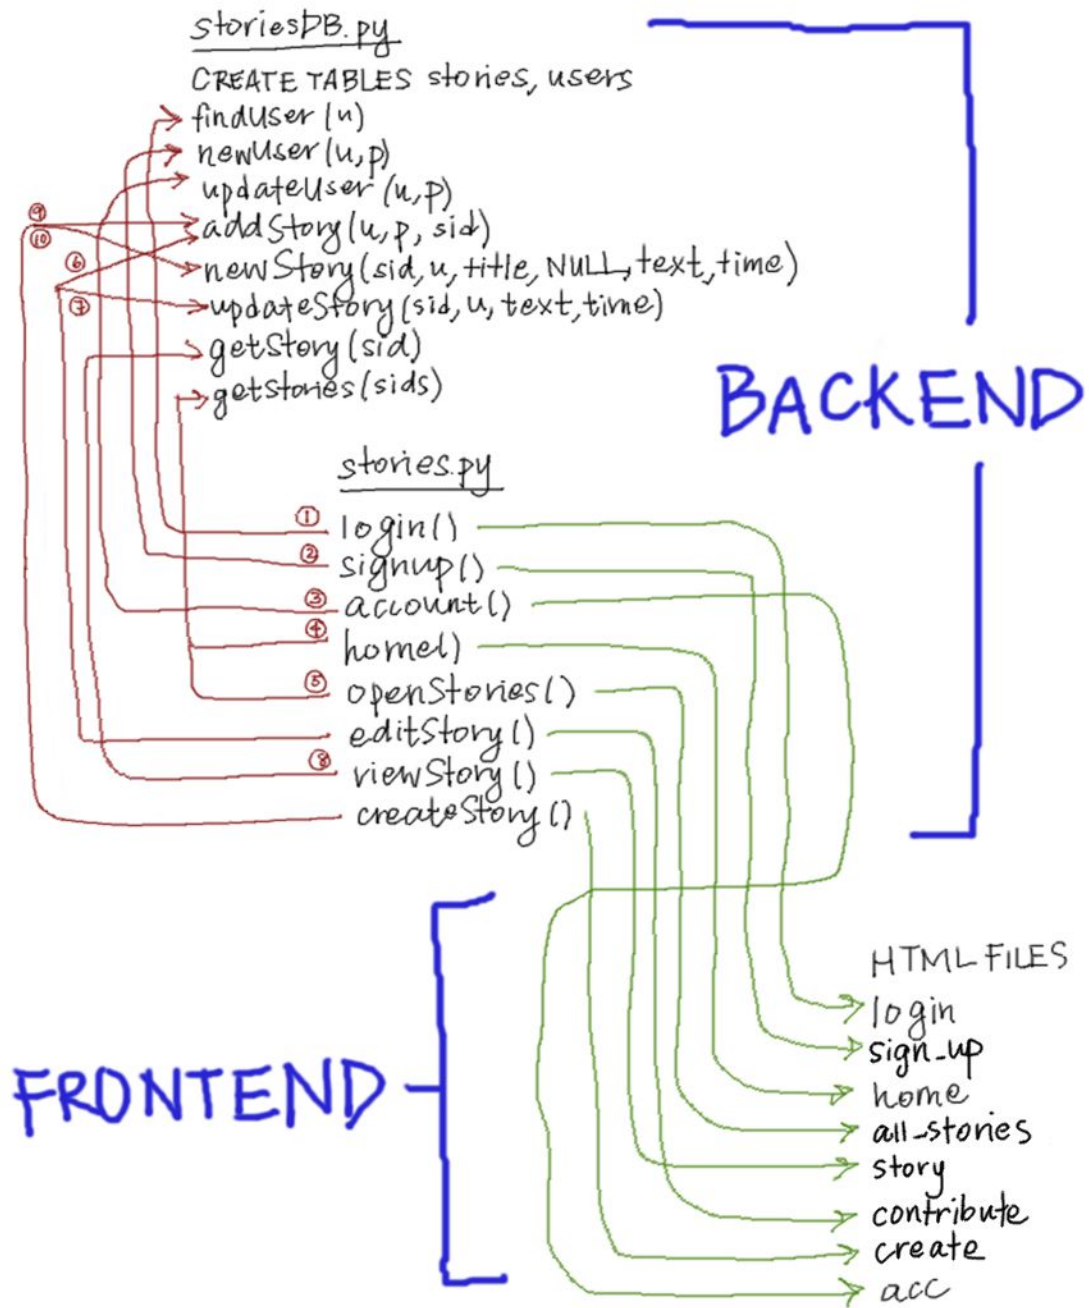 storiesDB.py
CREATE TABLES stories, users
findUser(u)
newUser(u,p)
updateUser(u,p)
⑨ addStory(u,p, sid)
⑩
⑥ newStory(sid, u, title, NULL, text, time)
⑦ updateStory(sid, u, text, time)
getStory(sid)
getStories(sids)
BACKEND
stories.py
① login()
② signup()
③ account()
④ home()
⑤ openStories()
editStory()
⑧ viewStory()
createStory()
HTML FILES
login
sign_up
FRONTEND
home
all_stories
story
contribute
create
acc